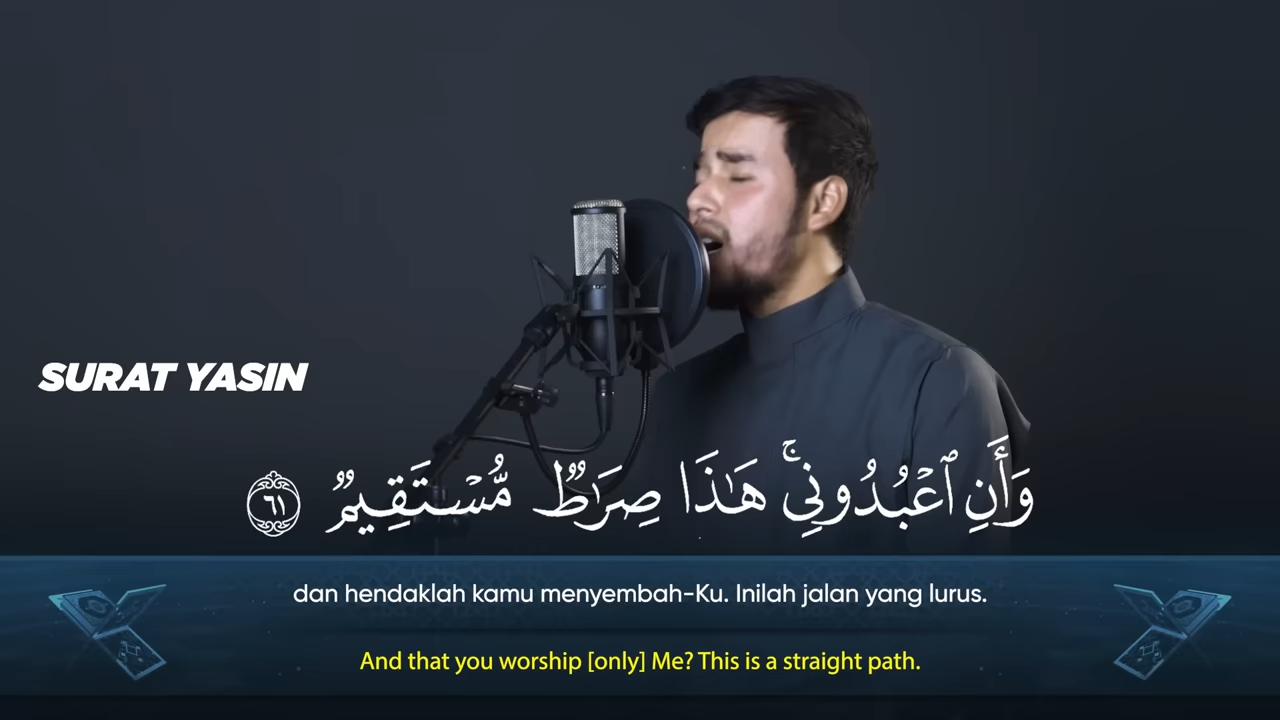 SURAT YASIN
وَأَنِ ٱعْبُدُونِىۚ هَـٰذَا صِرَٰطٌ مُّسْتَقِيمٌ ٦١
dan hendaklah kamu menyembah-Ku. Inilah jalan yang lurus.
And that you worship [only] Me? This is a straight path.